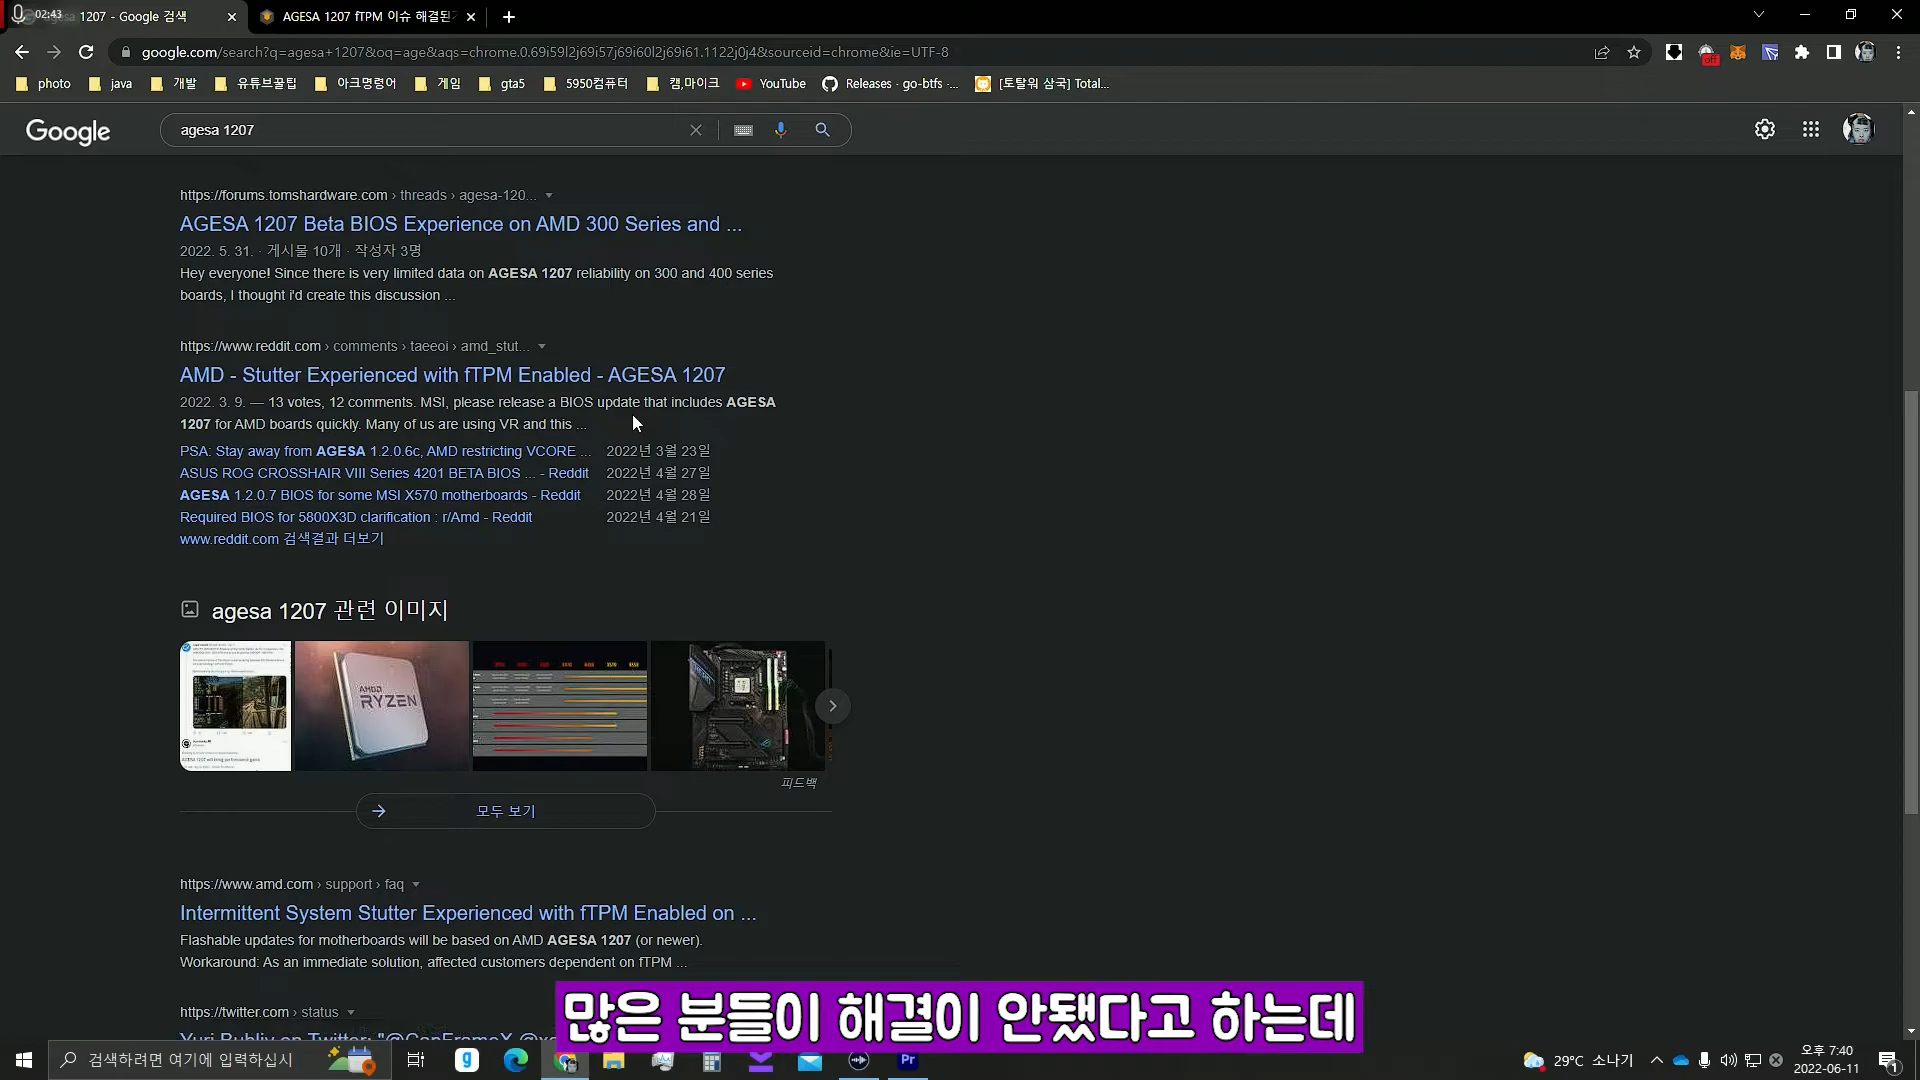 02:43
1207 - Google 검색
AGESA 1207 fTPM 이슈 해결된
google.com/search?q=agesa+1207&oq=age&aqs=chrome.0.69i59l2j69i57j69i60l2j69i61.1122j0j4&sourceid=chrome&ie=UTF-8
off
photo
java
개발
유튜브꿀팁
아크명령어
게임
gta5
5950컴퓨터
캠,마이크
YouTube
Releases · go-btfs -...
[토탈워 삼국] Total...
Google
agesa 1207
https://forums.tomshardware.com › threads › agesa-120...
AGESA 1207 Beta BIOS Experience on AMD 300 Series and ...
2022. 5. 31. · 게시물 10개 · 작성자 3명
Hey everyone! Since there is very limited data on AGESA 1207 reliability on 300 and 400 series
boards, I thought i'd create this discussion ...
https://www.reddit.com › comments › taeeoi › amd_stut...
AMD - Stutter Experienced with fTPM Enabled - AGESA 1207
2022. 3. 9. — 13 votes, 12 comments. MSI, please release a BIOS update that includes AGESA
1207 for AMD boards quickly. Many of us are using VR and this ...
PSA: Stay away from AGESA 1.2.0.6c, AMD restricting VCORE ... 2022년 3월 23일
ASUS ROG CROSSHAIR VIII Series 4201 BETA BIOS ... - Reddit 2022년 4월 27일
AGESA 1.2.0.7 BIOS for some MSI X570 motherboards - Reddit 2022년 4월 28일
Required BIOS for 5800X3D clarification : r/Amd - Reddit 2022년 4월 21일
www.reddit.com 검색결과 더보기
agesa 1207 관련 이미지
AMD
RYZEN
피드백
모두 보기
https://www.amd.com › support › faq
Intermittent System Stutter Experienced with fTPM Enabled on ...
Flashable updates for motherboards will be based on AMD AGESA 1207 (or newer).
Workaround: As an immediate solution, affected customers dependent on fTPM ...
https://twitter.com › status
많은 분들이 해결이 안됐다고 하는데
검색하려면 여기에 입력하십시
g
Pr
29°C 소나기
오후 7:40
2022-06-11
1